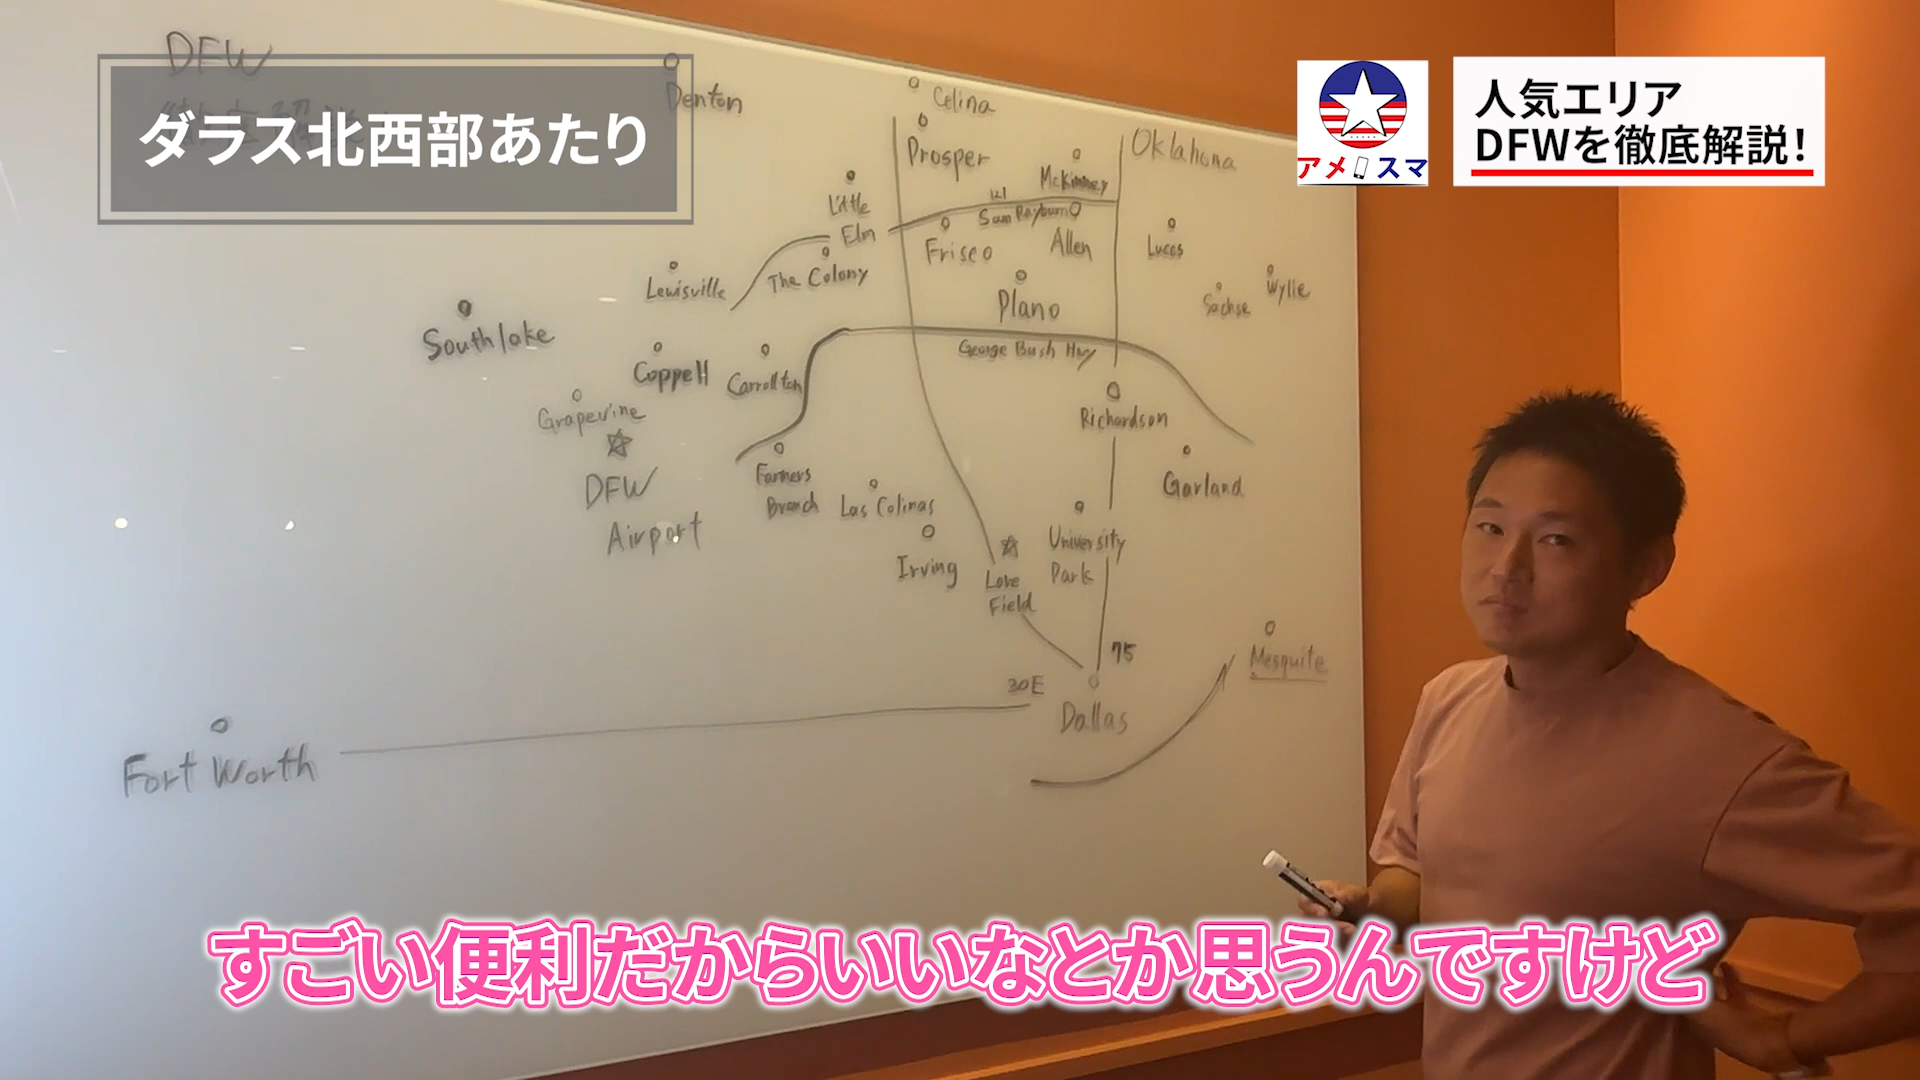 DFW
ダラス北西部あたり
Denton
Celina
Prosper
Oklahoma
McKinney
121
Sam Rayburn
Little
Elm
Frisco
Allen
Lucas
Wylie
Sachse
The Colony
Lewisville
Plano
Southlake
George Bush Hwy
Coppell
Carrollton
Grapevine
Richardson
DFW
Airport
Farmers
Branch
Las Colinas
Garland
Irving
University
Park
Love
Field
75
Mesquite
30E
Dallas
Fort Worth
アメスマ
人気エリア
DFWを徹底解説!
すごい便利だからいいなとか思うんですけど